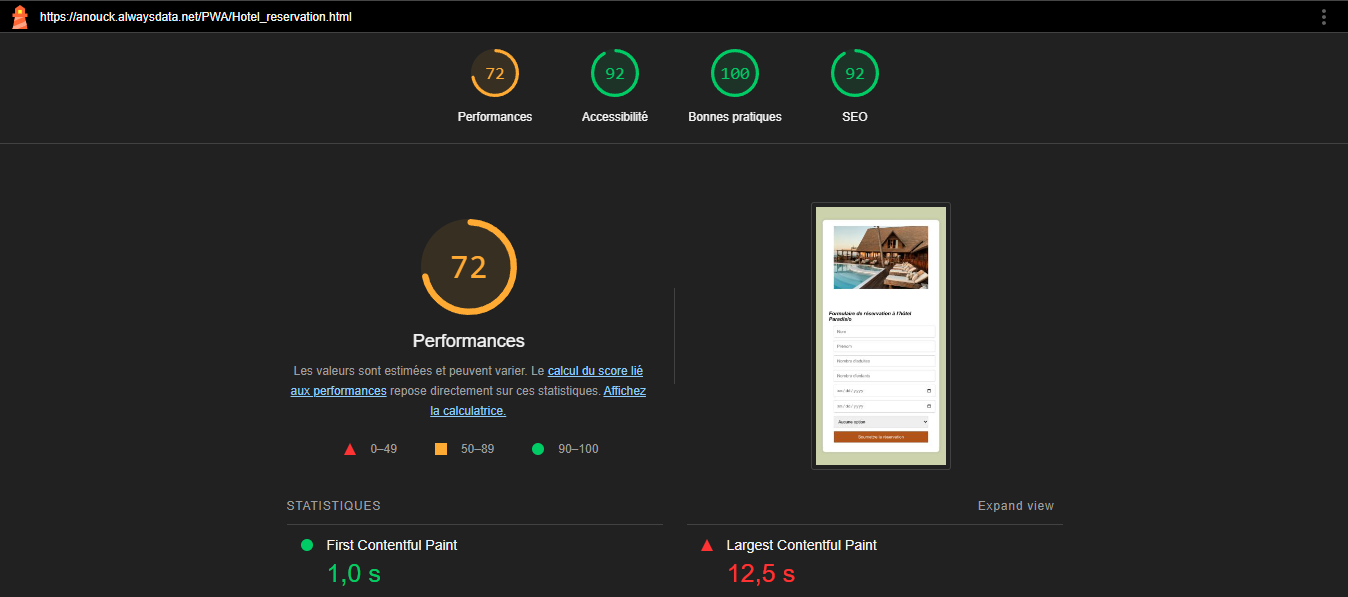 https://anouck.alwaysdata.net/PWA/Hotel_reservation.html
72 92 100 92
Performances Accessibilité Bonnes pratiques SEO
72
Performances
Les valeurs sont estimées et peuvent varier. Le calcul du score lié
aux performances repose directement sur ces statistiques. Affichez
la calculatrice.
0–49 50–89 90–100
Formulaire de réservation à l'hôtel
Paradisio
Nom
Prénom
Nombre d'adultes
Nombre d'enfants
mm/dd/yyyy
mm/dd/yyyy
Aucune option
Soumettre la réservation
STATISTIQUES
Expand view
First Contentful Paint
1,0 s
Largest Contentful Paint
12,5 s